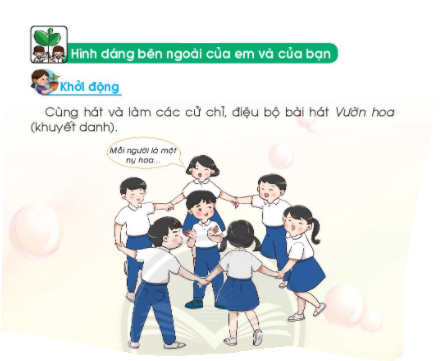 Hình dáng bên ngoài của em và của bạn
Khởi động
Cùng hát và làm các cử chỉ, điệu bộ bài hát Vườn hoa
(khuyết danh).
Mỗi người là một
nụ hoa...